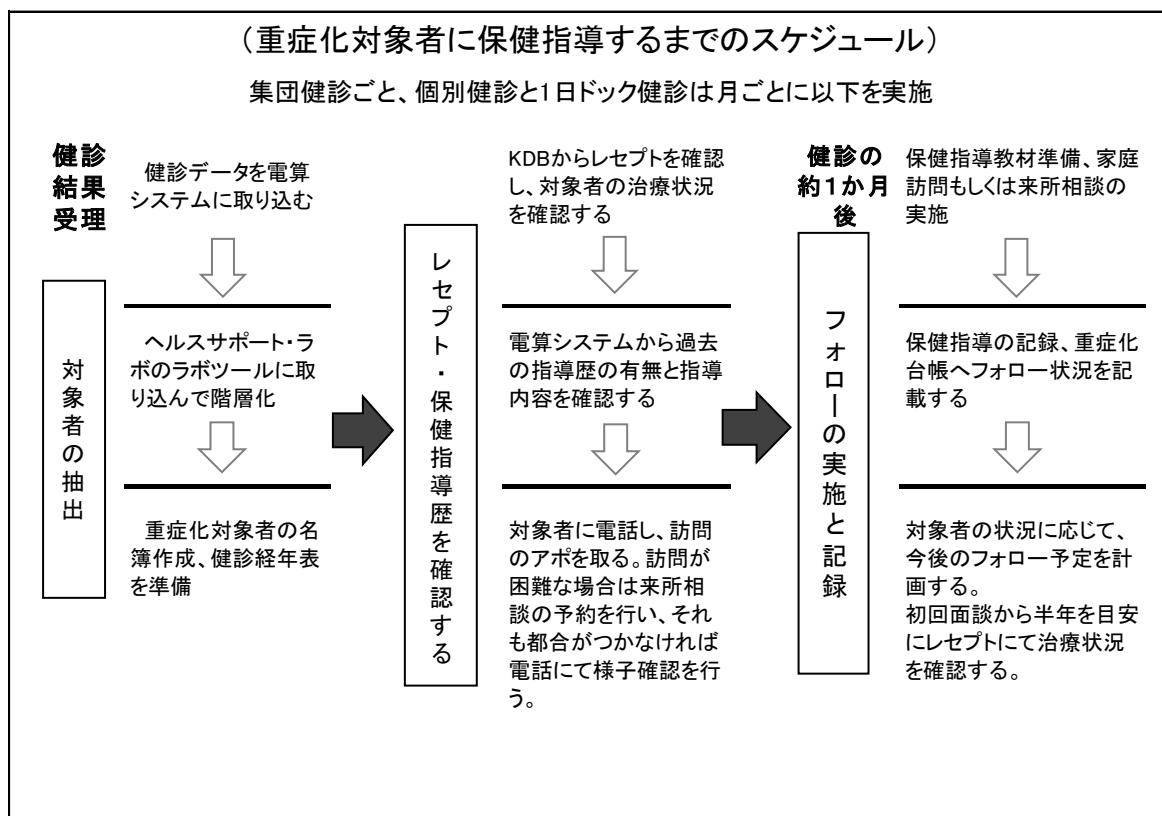 （重症化対象者に保健指導するまでのスケジュール）
集団健診ごと、個別健診と1日ドック健診は月ごとに以下を実施
健診
結果
受理
対象者の抽出
健診データを電算
システムに取り込む
ヘルスサポート・ラ
ボのラボツールに取
り込んで階層化
重症化対象者の名
簿作成、健診経年表
を準備
レセプト・保健指導歴を確認する
KDBからレセプトを確認
し、対象者の治療状況
を確認する
電算システムから過去
の指導歴の有無と指導
内容を確認する
対象者に電話し、訪問
のアポを取る。訪問が
困難な場合は来所相
談の予約を行い、それ
も都合がつかなければ
電話にて様子確認を行
う。
健診の
約１か月
後
フォローの実施と記録
保健指導教材準備、家庭
訪問もしくは来所相談の
実施
保健指導の記録、重症化
台帳へフォロー状況を記
載する
対象者の状況に応じて、
今後のフォロー予定を計
画する。
初回面談から半年を目安
にレセプトにて治療状況
を確認する。